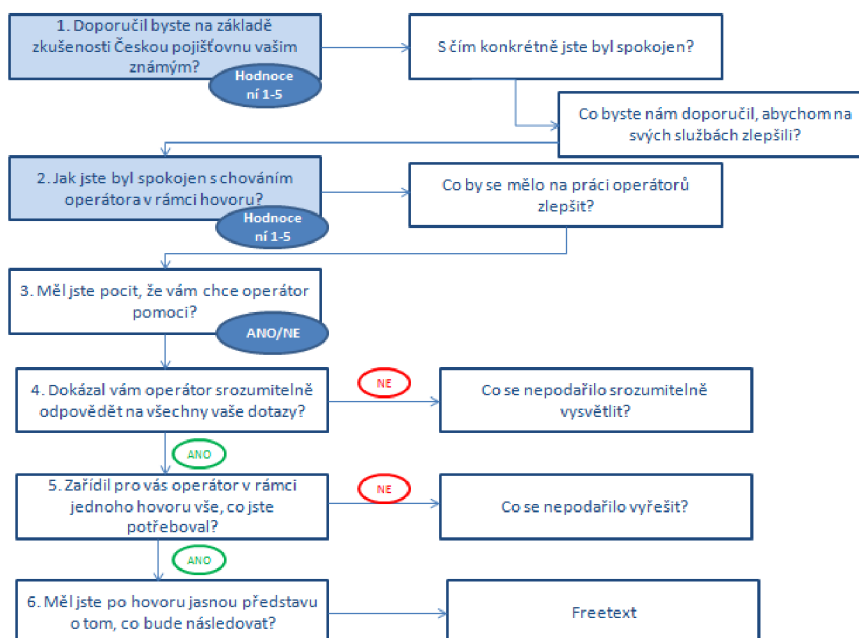 1. Doporučil byste na základě
zkušenosti Českou pojišťovnu vašim
známým?
Hodnoce
ní 1-5
S čím konkrétně jste byl spokojen?
Co byste nám doporučil, abychom na
svých službách zlepšili?
2. Jak jste byl spokojen s chováním
operátora v rámci hovoru?
Hodnoce
ní 1-5
Co by se mělo na práci operátorů
zlepšit?
3. Měl jste pocit, že vám chce operátor
pomoci?
ANO/NE
4. Dokázal vám operátor srozumitelně
odpovědět na všechny vaše dotazy?
NE
Co se nepodařilo srozumitelně
vysvětlit?
ANO
5. Zařídil pro vás operátor v rámci
jednoho hovoru vše, co jste
potřeboval?
NE
Co se nepodařilo vyřešit?
ANO
6. Měl jste po hovoru jasnou představu
o tom, co bude následovat?
Freetext